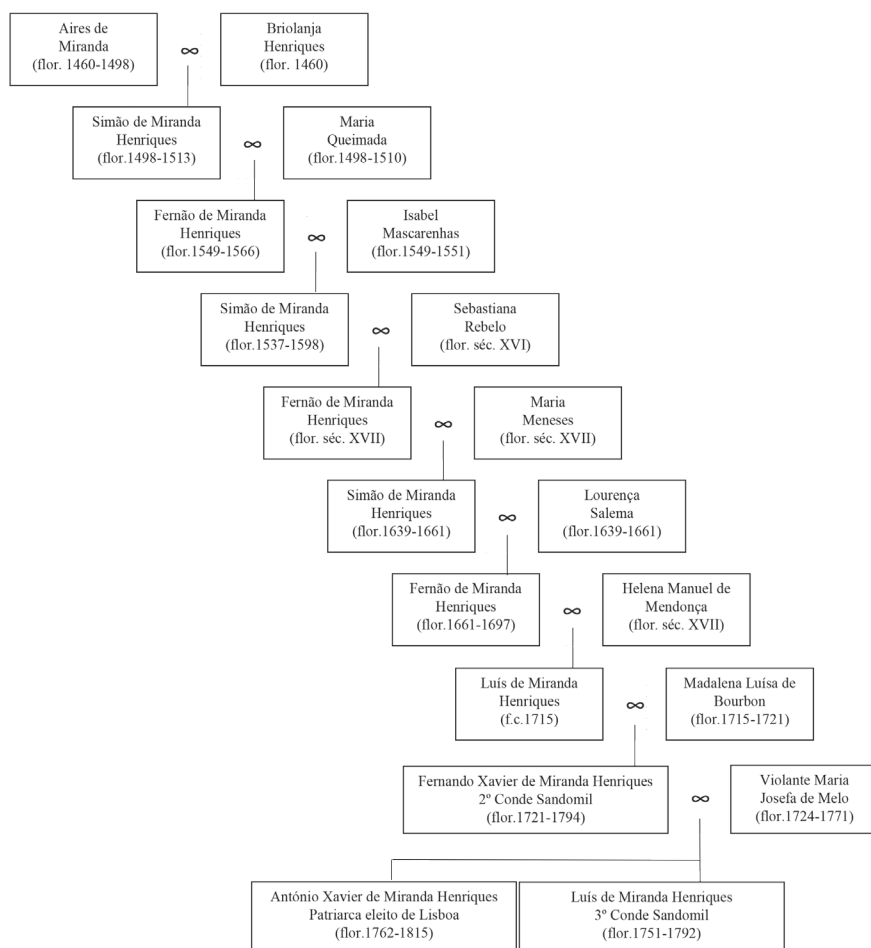 Aires de
Miranda
(flor. 1460-1498)
∞
Briolanja
Henriques
(flor. 1460)
Simão de Miranda
Henriques
(flor.1498-1513)
∞
Maria
Queimada
(flor.1498-1510)
Fernão de Miranda
Henriques
(flor.1549-1566)
∞
Isabel
Mascarenhas
(flor.1549-1551)
Simão de Miranda
Henriques
(flor.1537-1598)
∞
Sebastiana
Rebelo
(flor. séc. XVI)
Fernão de Miranda
Henriques
(flor. séc. XVII)
∞
Maria
Meneses
(flor. séc. XVII)
Simão de Miranda
Henriques
(flor.1639-1661)
∞
Lourença
Salema
(flor.1639-1661)
Fernão de Miranda
Henriques
(flor.1661-1697)
∞
Helena Manuel de
Mendonça
(flor. séc. XVII)
Luís de Miranda
Henriques
(f.c.1715)
∞
Madalena Luísa de
Bourbon
(flor.1715-1721)
Fernando Xavier de Miranda Henriques
2º Conde Sandomil
(flor.1721-1794)
∞
Violante Maria
Josefa de Melo
(flor.1724-1771)
António Xavier de Miranda Henriques
Patriarca eleito de Lisboa
(flor.1762-1815)
Luís de Miranda Henriques
3º Conde Sandomil
(flor.1751-1792)